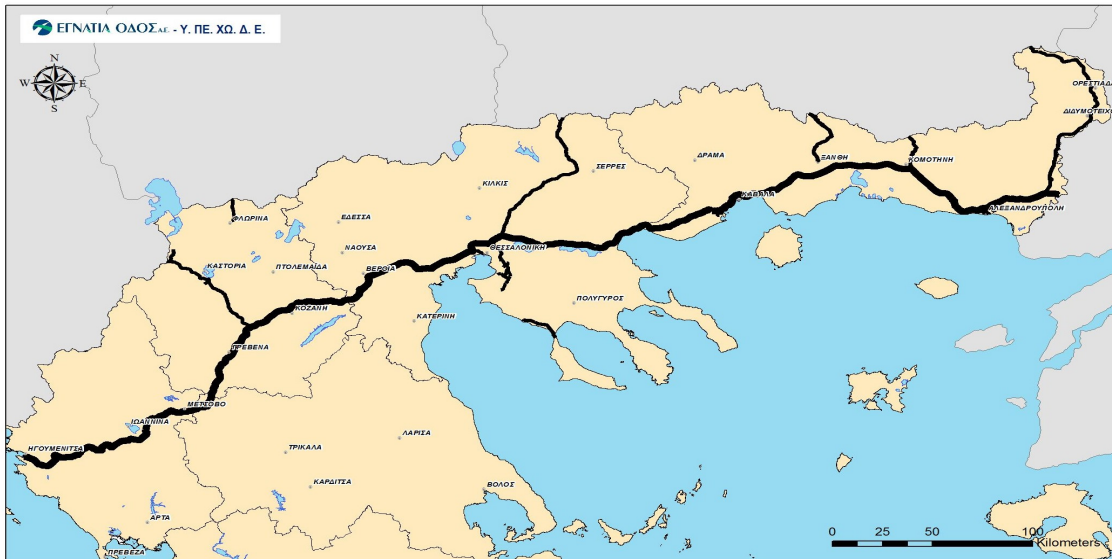 ΕΓΝΑΤΙΑ ΟΔΟΣ Α.Ε. - Υ. ΠΕ. ΧΩ. Δ. Ε.
N
W E
S
ΟΡΕΣΤΙΑΔΑ
ΔΙΔΥΜΟΤΕΙΧΟ
ΣΕΡΡΕΣ
ΔΡΑΜΑ
ΞΑΝΘΗ
ΚΟΜΟΤΗΝΗ
ΚΙΛΚΙΣ
ΚΑΒΑΛΑ
ΑΛΕΞΑΝΔΡΟΥΠΟΛΗ
ΦΛΩΡΙΝΑ
ΕΔΕΣΣΑ
ΝΑΟΥΣΑ
ΘΕΣΣΑΛΟΝΙΚΗ
ΚΑΣΤΟΡΙΑ
ΠΤΟΛΕΜΑΪΔΑ
ΒΕΡΟΙΑ
ΠΟΛΥΓΥΡΟΣ
ΚΟΖΑΝΗ
ΚΑΤΕΡΙΝΗ
ΓΡΕΒΕΝΑ
ΜΕΤΣΟΒΟ
ΙΩΑΝΝΙΝΑ
ΗΓΟΥΜΕΝΙΤΣΑ
ΛΑΡΙΣΑ
ΤΡΙΚΑΛΑ
ΚΑΡΔΙΤΣΑ
ΒΟΛΟΣ
ΑΡΤΑ
ΠΡΕΒΕΖΑ
0 25 50 100
Kilometers